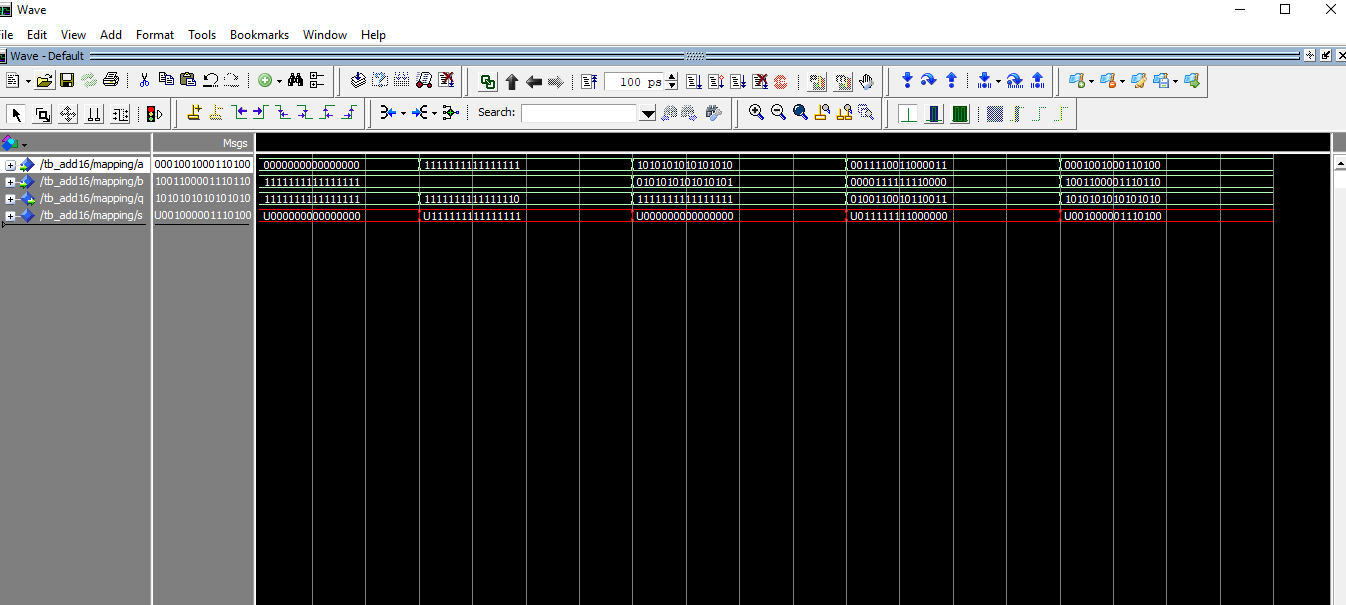 Wave
ile Edit View Add Format Tools Bookmarks Window Help
Wave - Default
100 ps
Search:
Msgs
/tb_add16/mapping/a 0001001000110100 0000000000000000 1111111111111111 1010101010101010 0011110011000011 0001001000110100
/tb_add16/mapping/b 1001100001110110 1111111111111111 0101010101010101 0000111111110000 1001100001110110
/tb_add16/mapping/q 1010101010101010 1111111111111111 1111111111111110 1111111111111111 0100110010110011 1010101010101010
/tb_add16/mapping/s U001000001110100 U000000000000000 U111111111111111 U000000000000000 U011111111000000 U001000001110100